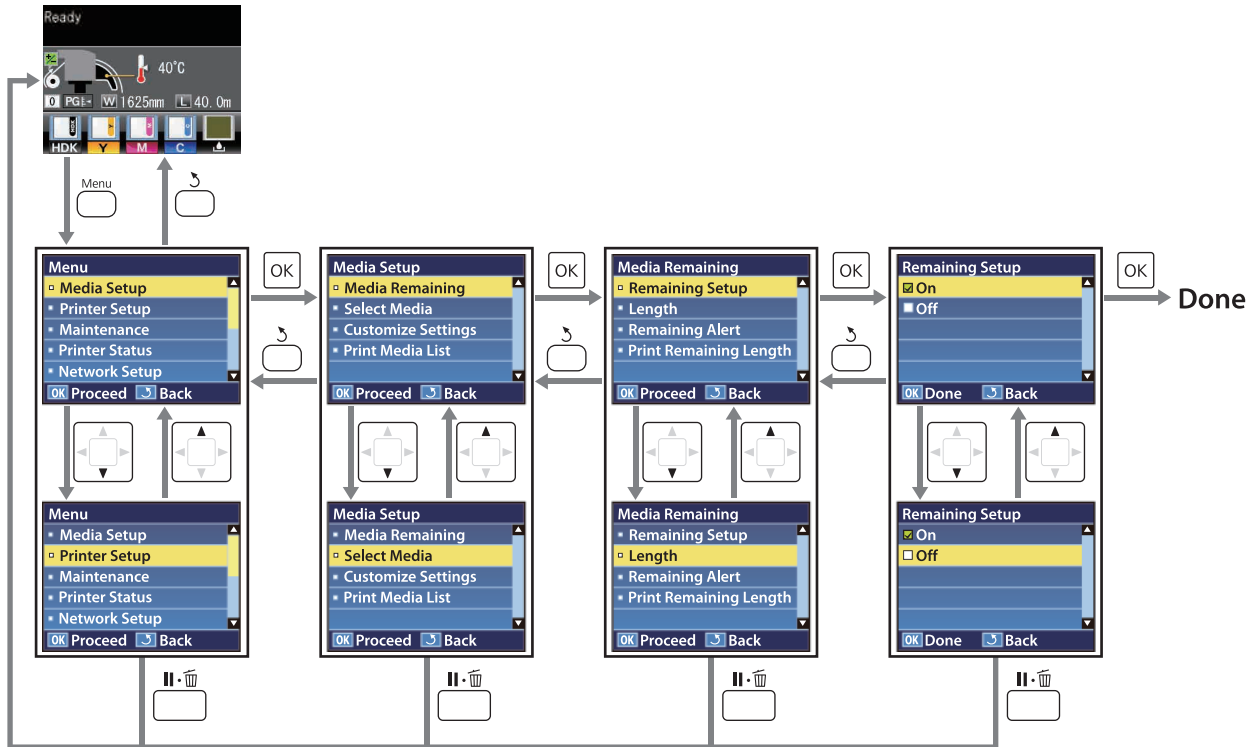 Ready
40°C
0 PG W 1625mm L 40.0m
HDK Y M C
Menu
OK
OK
OK
OK
Done
Menu
Media Setup
Printer Setup
Maintenance
Printer Status
Network Setup
OK Proceed Back
Media Setup
Media Remaining
Select Media
Customize Settings
Print Media List
OK Proceed Back
Media Remaining
Remaining Setup
Length
Remaining Alert
Print Remaining Length
OK Proceed Back
Remaining Setup
On
Off
OK Done Back
Menu
Media Setup
Printer Setup
Maintenance
Printer Status
Network Setup
OK Proceed Back
Media Setup
Media Remaining
Select Media
Customize Settings
Print Media List
OK Proceed Back
Media Remaining
Remaining Setup
Length
Remaining Alert
Print Remaining Length
OK Proceed Back
Remaining Setup
On
Off
OK Done Back